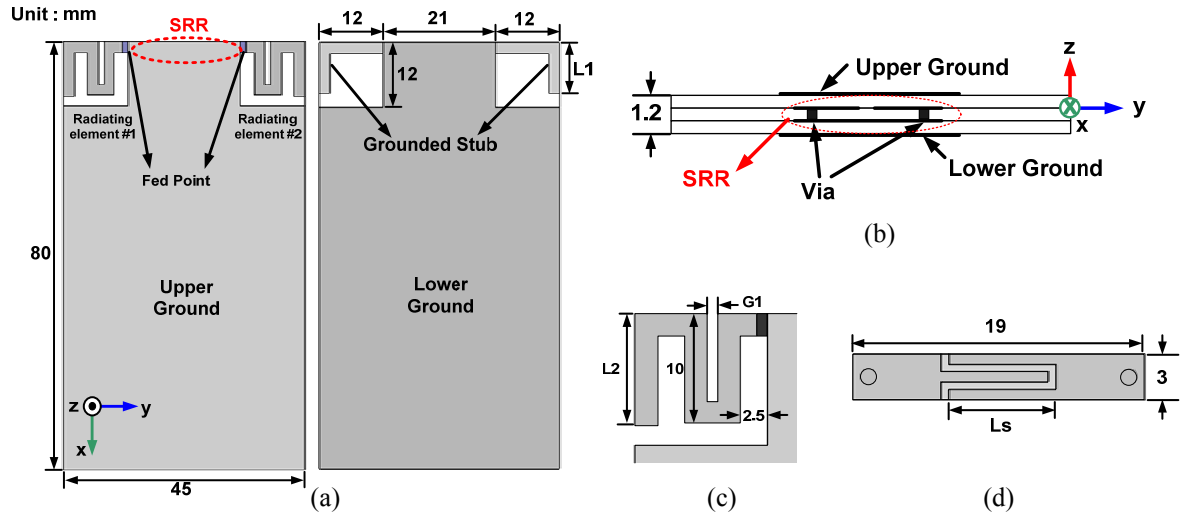 Unit : mm
SRR
Radiating
element #1
Radiating
element #2
Fed Point
80
Upper
Ground
z
y
x
45
(a)
12
21
12
12
L1
Grounded Stub
Lower
Ground
Upper Ground
1.2
z
y
x
SRR
Via
Lower Ground
(b)
G1
L2
10
2.5
(c)
19
3
Ls
(d)